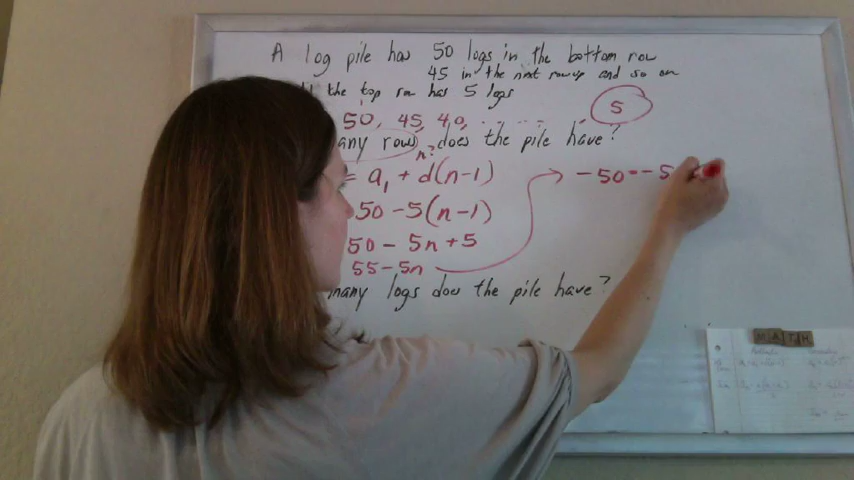 A log pile has 50 logs in the bottom row
45 in the next row up and so on
the top row has 5 logs
50, 45, 40, ..... , 5
any row, does the pile have?
n?
= a₁ + d(n-1)
50 - 5(n-1)
50 - 5n + 5
55 - 5n
-50 = -5
many logs does the pile have?
MATH